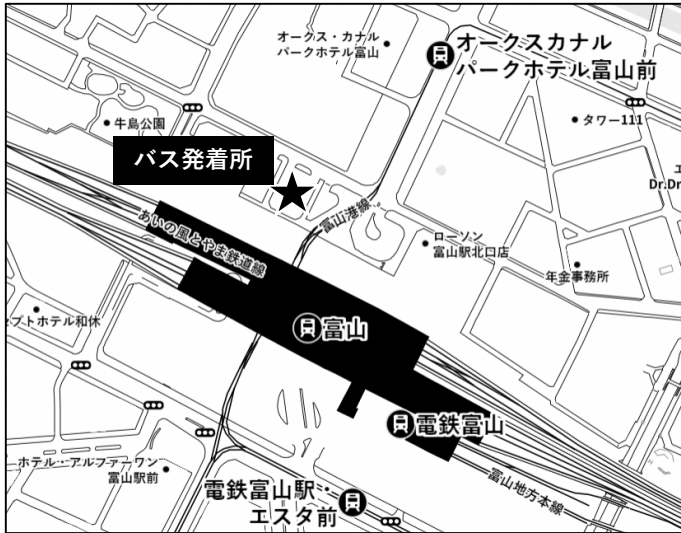 オークス・カナル
パークホテル富山
オークスカナル
パークホテル富山前
牛島公園
タワー111
バス発着所
エ
Dr.Dr
富山港線
あいの風とやま鉄道線
ローソン
富山駅北口店
年金事務所
プトホテル和休
富山
電鉄富山
ホテル・アルファーワン
富山駅前
電鉄富山駅・
エスタ前
富山地方本線